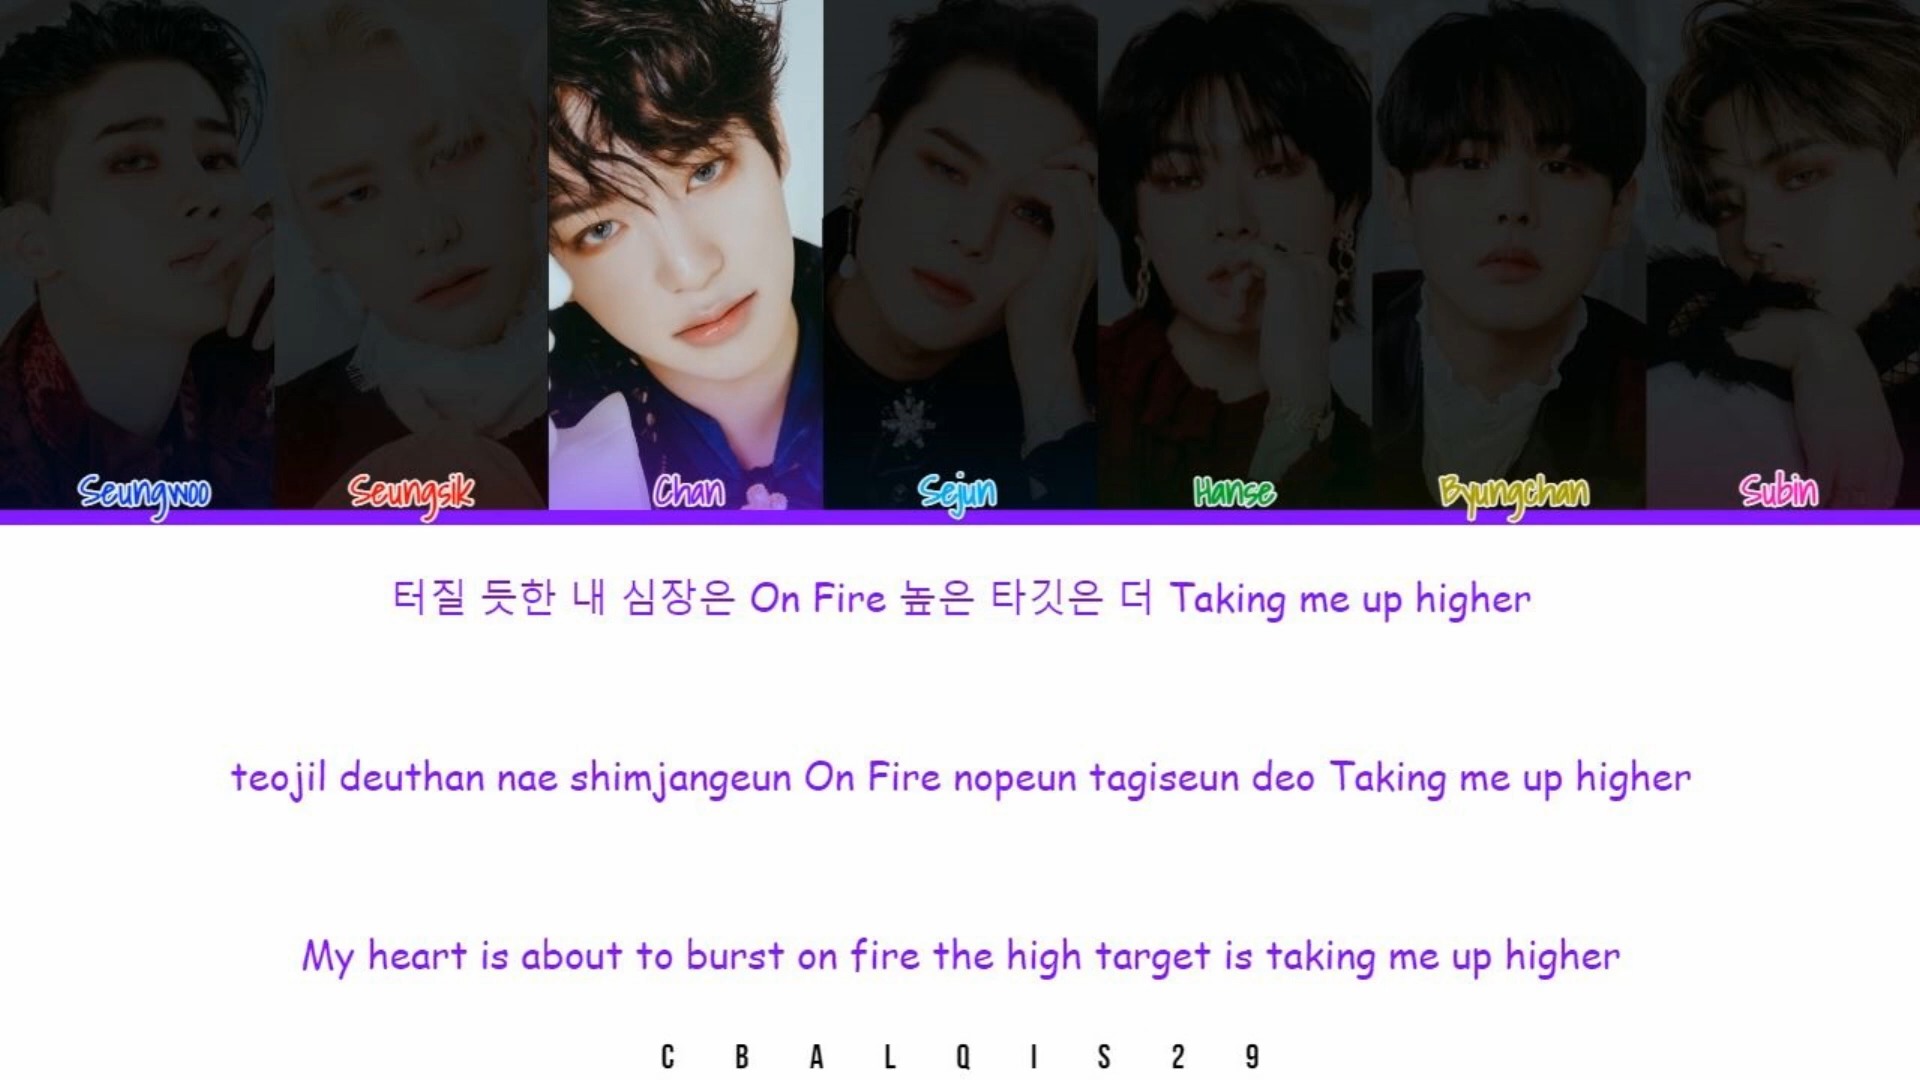 Seungwoo Seungsik Chan Sejun Hanse Byungchan Subin
터질 듯한 내 심장은 On Fire 높은 타깃은 더 Taking me up higher
teojil deuthan nae shimjangeun On Fire nopeun tagiseun deo Taking me up higher
My heart is about to burst on fire the high target is taking me up higher
C B A L Q I S 2 9